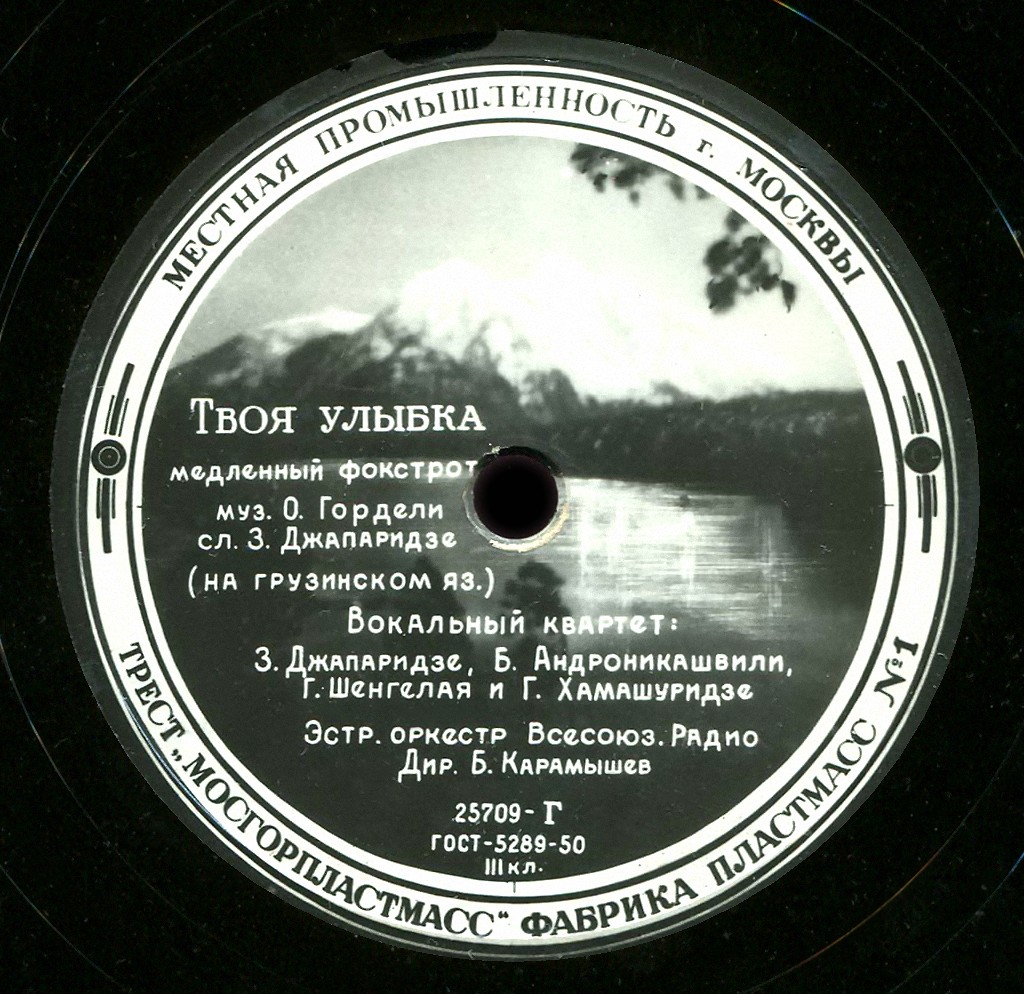 МЕСТНАЯ ПРОМЫШЛЕННОСТЬ г. МОСКВЫ
ТВОЯ УЛЫБКА
медленный фокстрот
муз. О. Гордели
сл. З. Джапаридзе
(на грузинском яз.)
Вокальный квартет:
З. Джапаридзе, Б. Андроникашвили,
Г. Шенгелая и Г. Хамашуридзе
Эстр. оркестр Всесоюз. Радио
Дир. Б. Карамышев
25709-Г
ГОСТ-5289-50
III кл.
ТРЕСТ „МОСГОРПЛАСТМАСС“ ФАБРИКА ПЛАСТМАСС №1